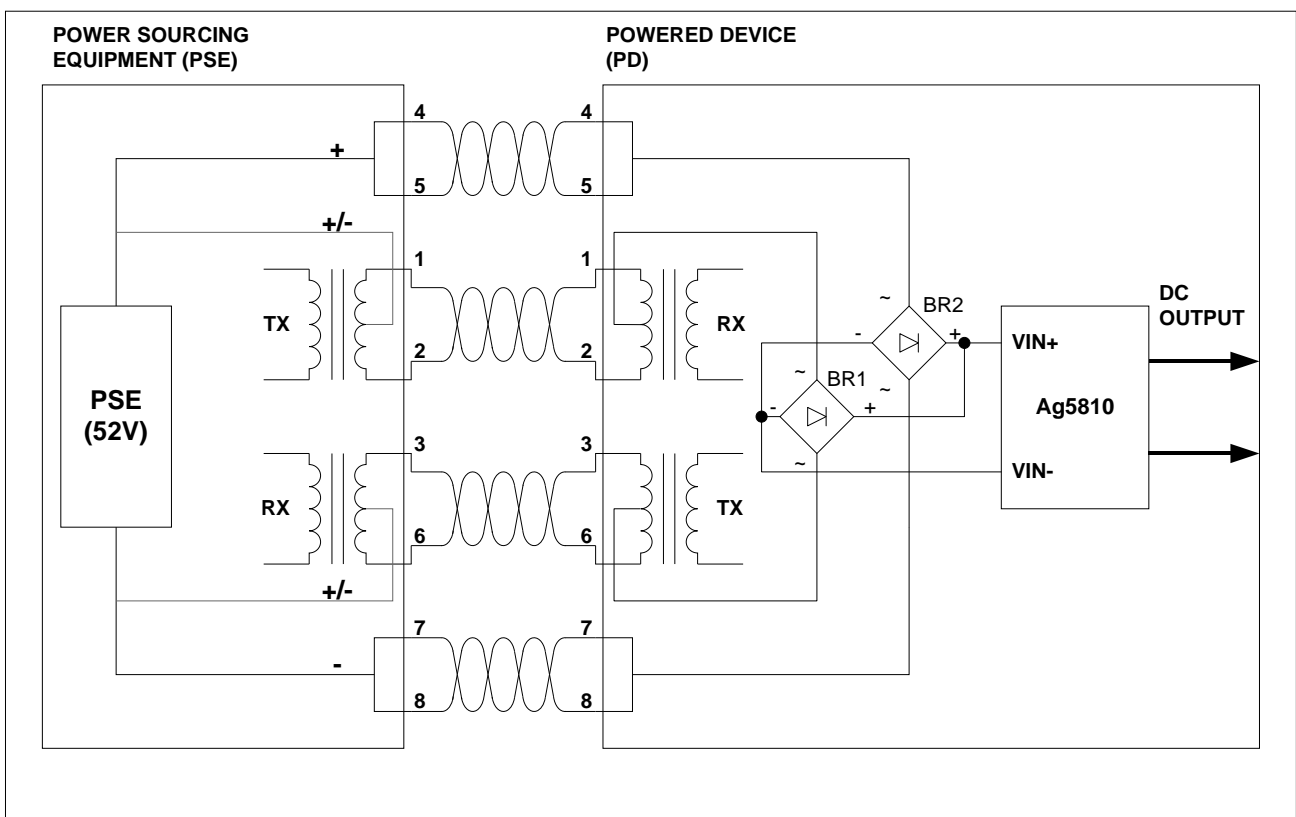 POWER SOURCING
EQUIPMENT (PSE)
POWERED DEVICE
(PD)
4
4
+
5
5
+/-
1
1
TX
RX
2
2
PSE
(52V)
3
3
RX
TX
6
6
+/-
7
7
-
8
8
~
BR2
-
+
~
BR1
~
-
+
~
VIN+
Ag5810
VIN-
DC
OUTPUT